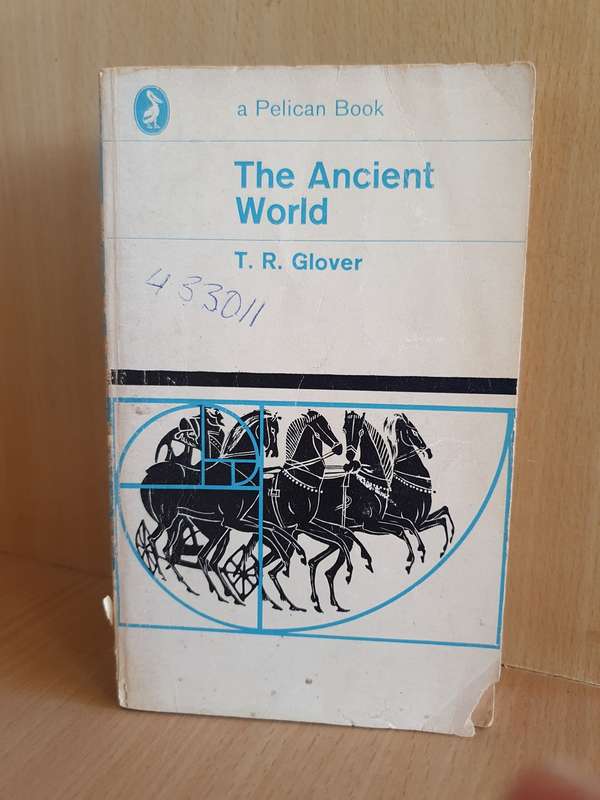 a Pelican Book
The Ancient
World
T. R. Glover
433011